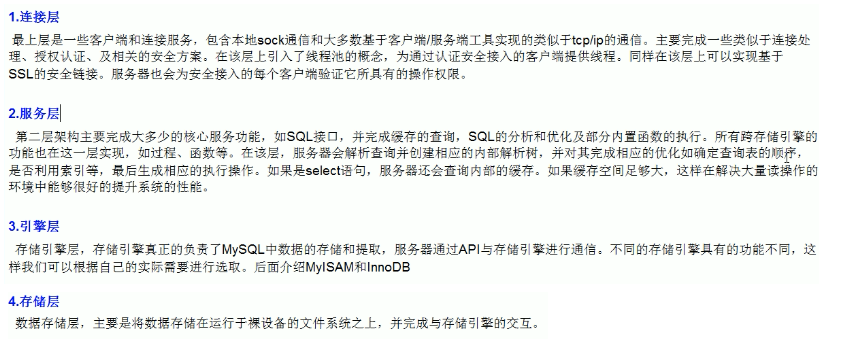 1.连接层
最上层是一些客户端和连接服务，包含本地sock通信和大多数基于客户端/服务端工具实现的类似于tcp/ip的通信。主要完成一些类似于连接处
理、授权认证、及相关的安全方案。在该层上引入了线程池的概念，为通过认证安全接入的客户端提供线程。同样在该层上可以实现基于
SSL的安全链接。服务器也会为安全接入的每个客户端验证它所具有的操作权限。
2.服务层
第二层架构主要完成大多少的核心服务功能，如SQL接口，并完成缓存的查询，SQL的分析和优化及部分内置函数的执行。所有跨存储引擎的
功能也在这一层实现，如过程、函数等。在该层，服务器会解析查询并创建相应的内部解析树，并对其完成相应的优化如确定查询表的顺序，
是否利用索引等，最后生成相应的执行操作。如果是select语句，服务器还会查询内部的缓存。如果缓存空间足够大，这样在解决大量读操作的
环境中能够很好的提升系统的性能。
3.引擎层
存储引擎层，存储引擎真正的负责了MySQL中数据的存储和提取，服务器通过API与存储引擎进行通信。不同的存储引擎具有的功能不同，这
样我们可以根据自己的实际需要进行选取。后面介绍MyISAM和InnoDB
4.存储层
数据存储层，主要是将数据存储在运行于裸设备的文件系统之上，并完成与存储引擎的交互。